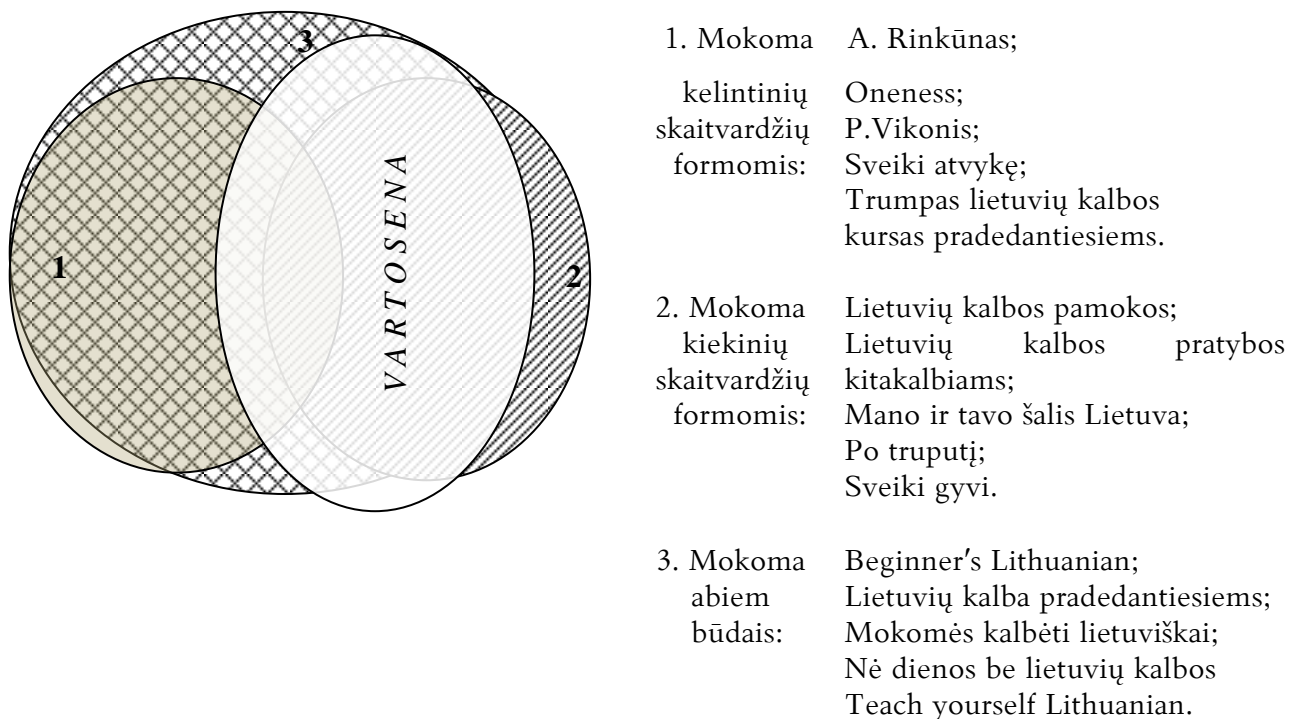 3
1
2
VARTOSENA
1. Mokoma A. Rinkūnas;
kelintinių Oneness;
skaitvardžių P.Vikonis;
formomis: Sveiki atvykę;
Trumpas lietuvių kalbos
kursas pradedantiesiems.
2. Mokoma Lietuvių kalbos pamokos;
kiekinių Lietuvių kalbos pratybos
skaitvardžių kitakalbiams;
formomis: Mano ir tavo šalis Lietuva;
Po truputį;
Sveiki gyvi.
3. Mokoma Beginner's Lithuanian;
abiem Lietuvių kalba pradedantiesiems;
būdais: Mokomės kalbėti lietuviškai;
Nė dienos be lietuvių kalbos
Teach yourself Lithuanian.